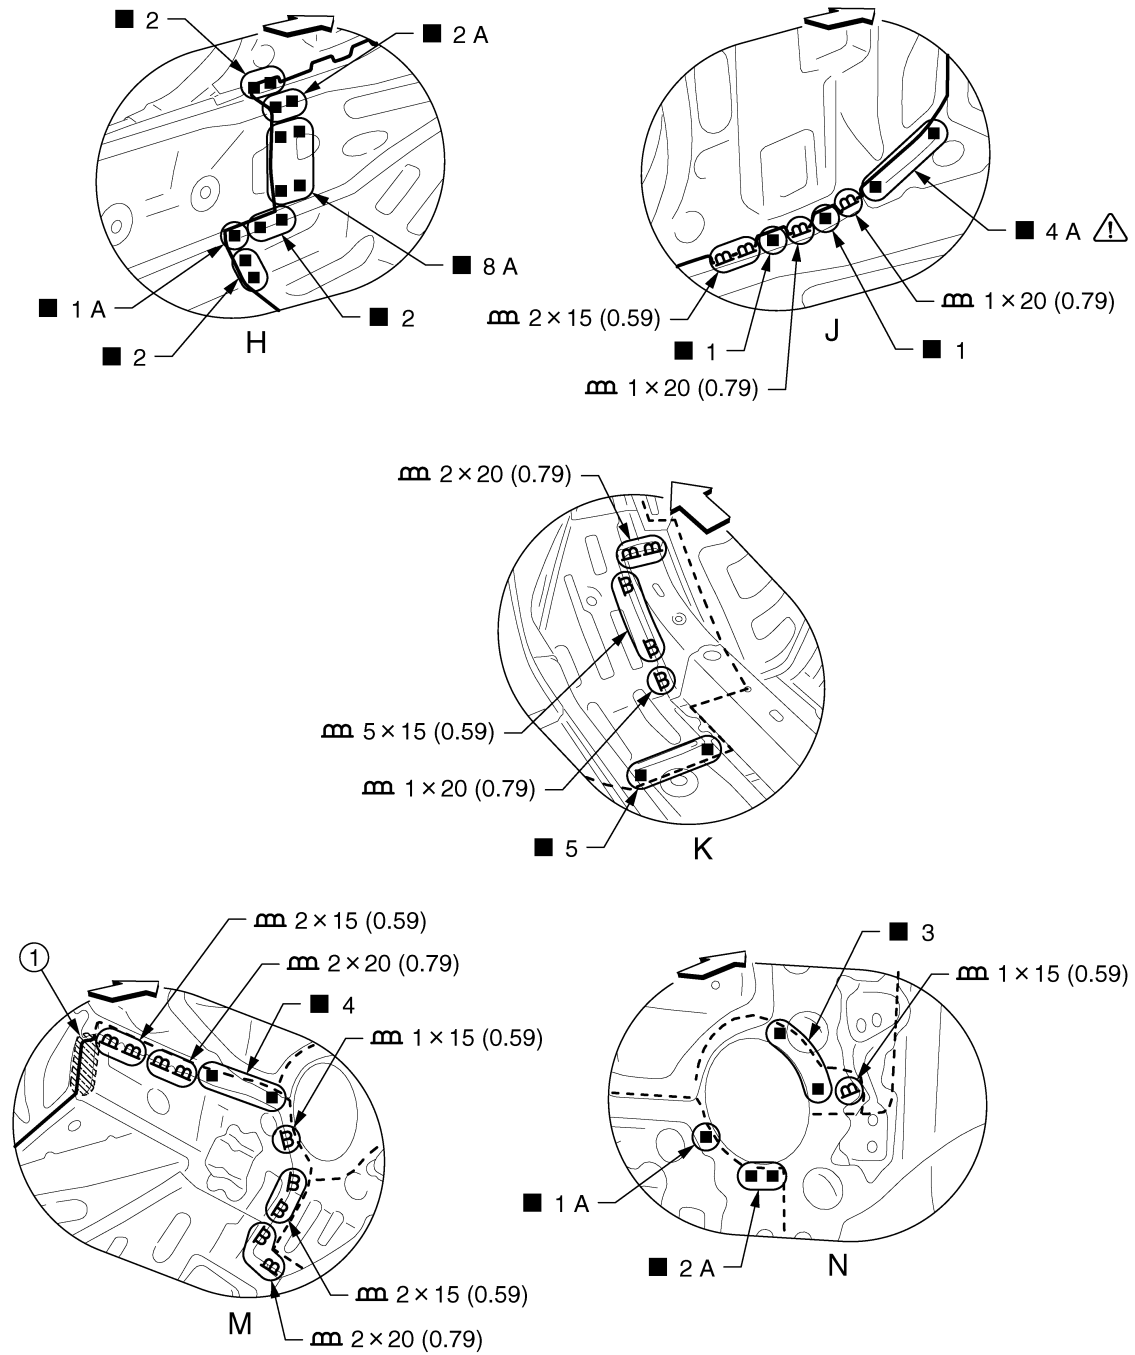 ■ 2
■ 2 A
■ 8 A
■ 1 A
■ 2
■ 2
H
■ 4 A
1×20 (0.79)
2×15 (0.59)
■ 1
■ 1
1×20 (0.79)
J
2×20 (0.79)
5×15 (0.59)
1×20 (0.79)
■ 5
K
2×15 (0.59)
1
2×20 (0.79)
■ 4
1×15 (0.59)
2×15 (0.59)
M
2×20 (0.79)
■ 3
1×15 (0.59)
■ 1 A
■ 2 A
N